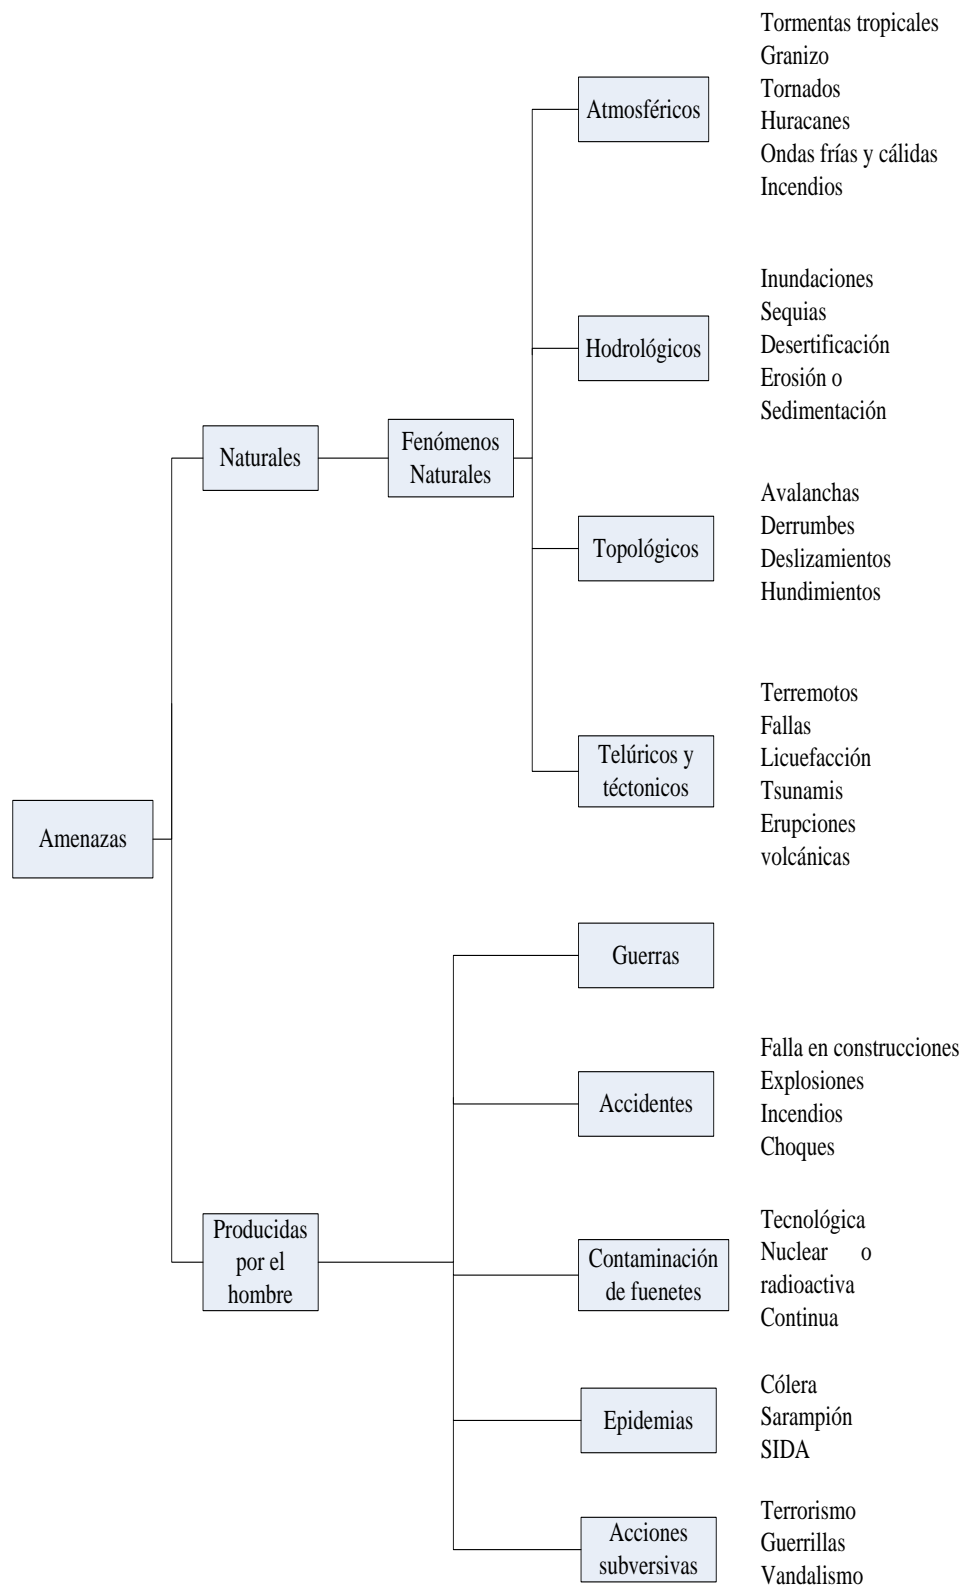 Amenazas
Naturales
Fenómenos
Naturales
Atmosféricos
Tormentas tropicales
Granizo
Tornados
Huracanes
Ondas frías y cálidas
Incendios
Hodrológicos
Inundaciones
Sequias
Desertificación
Erosión o
Sedimentación
Topológicos
Avalanchas
Derrumbes
Deslizamientos
Hundimientos
Telúricos y
téctonicos
Terremotos
Fallas
Licuefacción
Tsunamis
Erupciones
volcánicas
Producidas
por el
hombre
Guerras
Accidentes
Falla en construcciones
Explosiones
Incendios
Choques
Contaminación
de fuenetes
Tecnológica
Nuclear o
radioactiva
Continua
Epidemias
Cólera
Sarampión
SIDA
Acciones
subversivas
Terrorismo
Guerrillas
Vandalismo